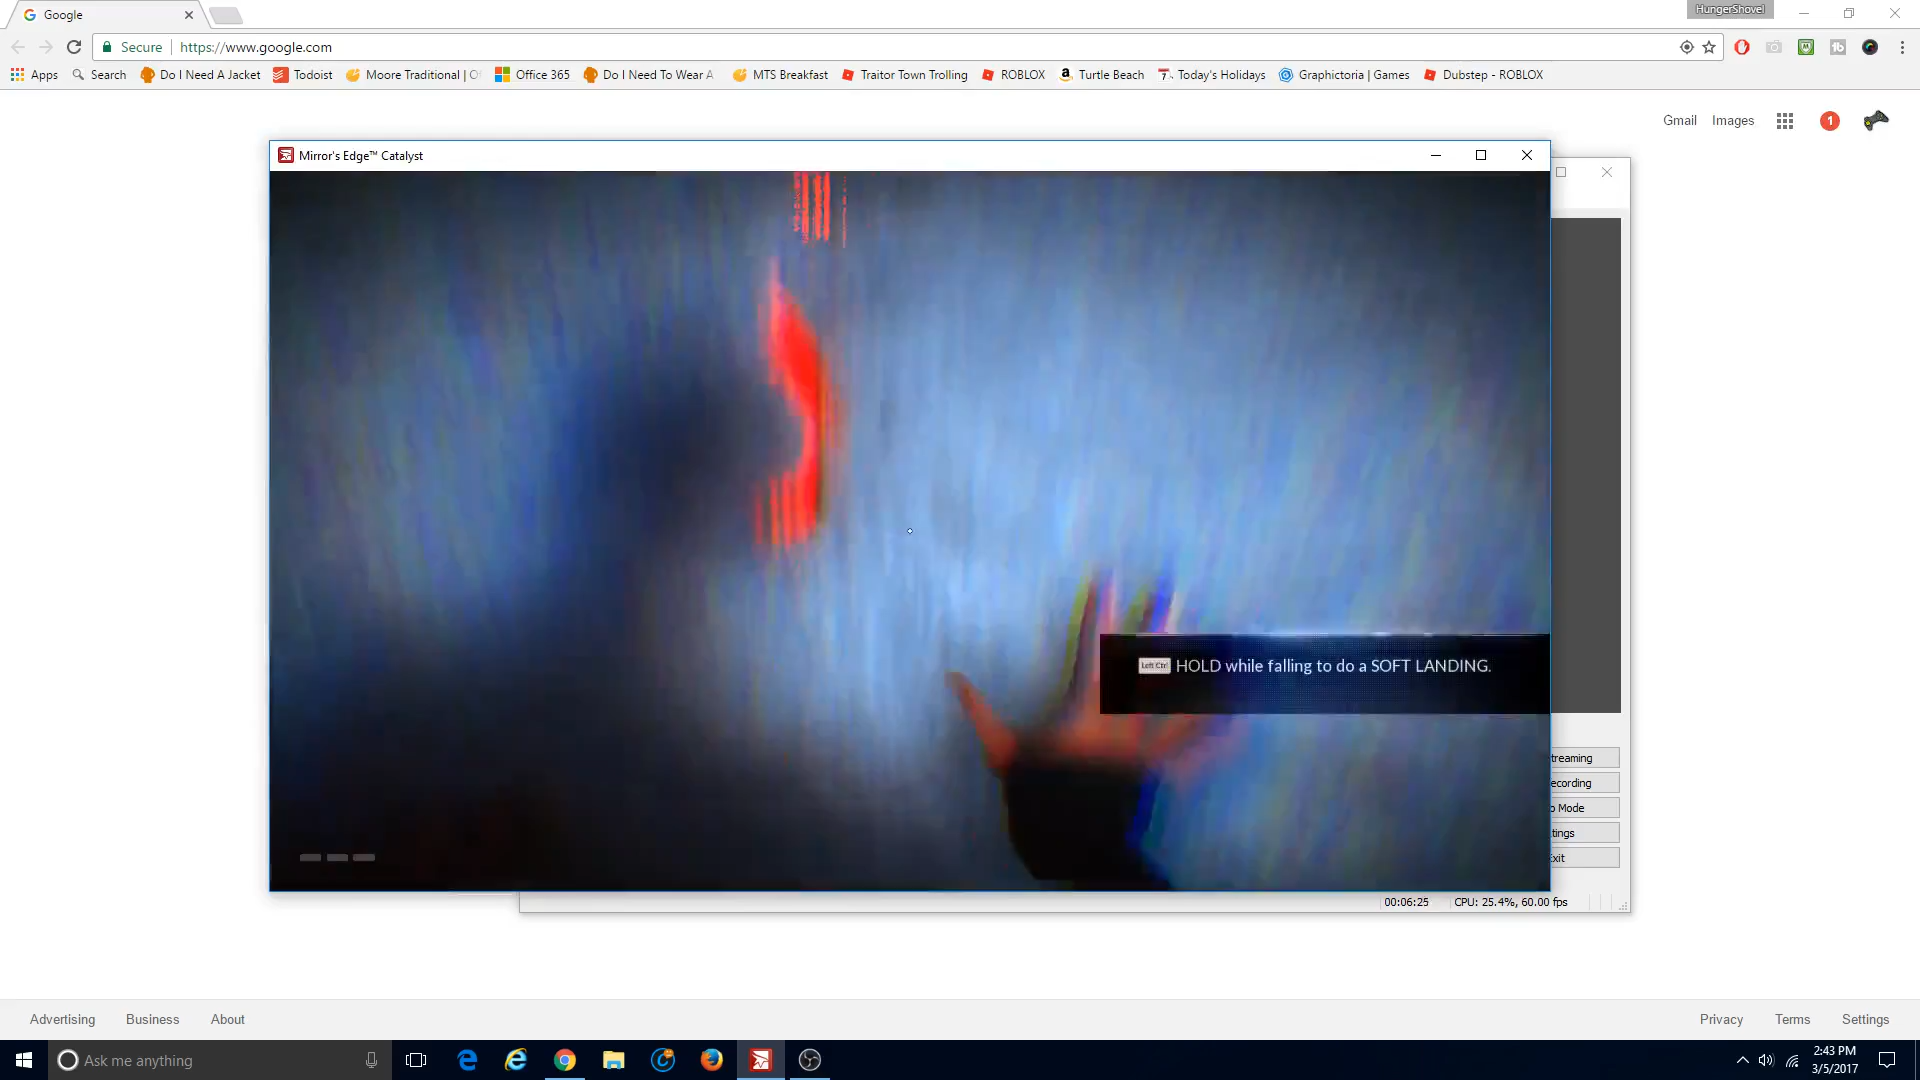 Google
HungerShovel
Secure
https://www.google.com
Apps
Search
Do I Need A Jacket
Todoist
Moore Traditional | O
Office 365
Do I Need To Wear A
MTS Breakfast
Traitor Town Trolling
ROBLOX
Turtle Beach
Today's Holidays
Graphictoria | Games
Dubstep - ROBLOX
Gmail
Images
1
Mirror's Edge™ Catalyst
Left Ctrl HOLD while falling to do a SOFT LANDING.
treaming
ecording
o Mode
tings
Exit
00:06:25
CPU: 25.4%, 60.00 fps
Advertising
Business
About
Privacy
Terms
Settings
Ask me anything
2:43 PM
3/5/2017